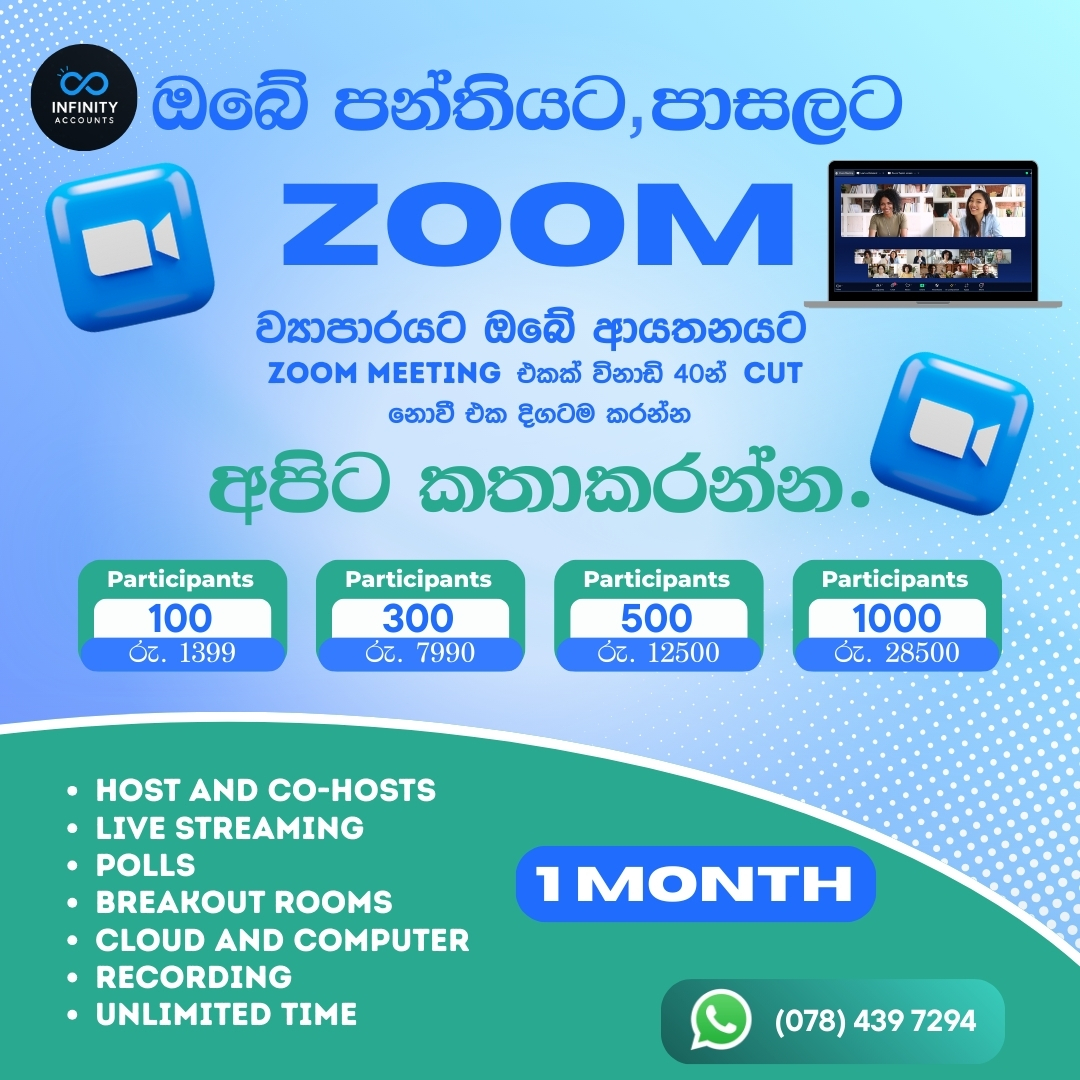 INFINITY
ACCOUNTS
ඔබේ පන්තියට,පාසලට
ZOOM
ව්‍යාපාරයට ඔබේ ආයතනයට
ZOOM MEETING එකක් විනාඩි 40න් CUT
නොවී එක දිගටම කරන්න
අපිට කතාකරන්න.
Participants
100
රු. 1399
Participants
300
රු. 7990
Participants
500
රු. 12500
Participants
1000
රු. 28500
• HOST AND CO-HOSTS
• LIVE STREAMING
• POLLS
• BREAKOUT ROOMS
• CLOUD AND COMPUTER
• RECORDING
• UNLIMITED TIME
1 MONTH
(078) 439 7294